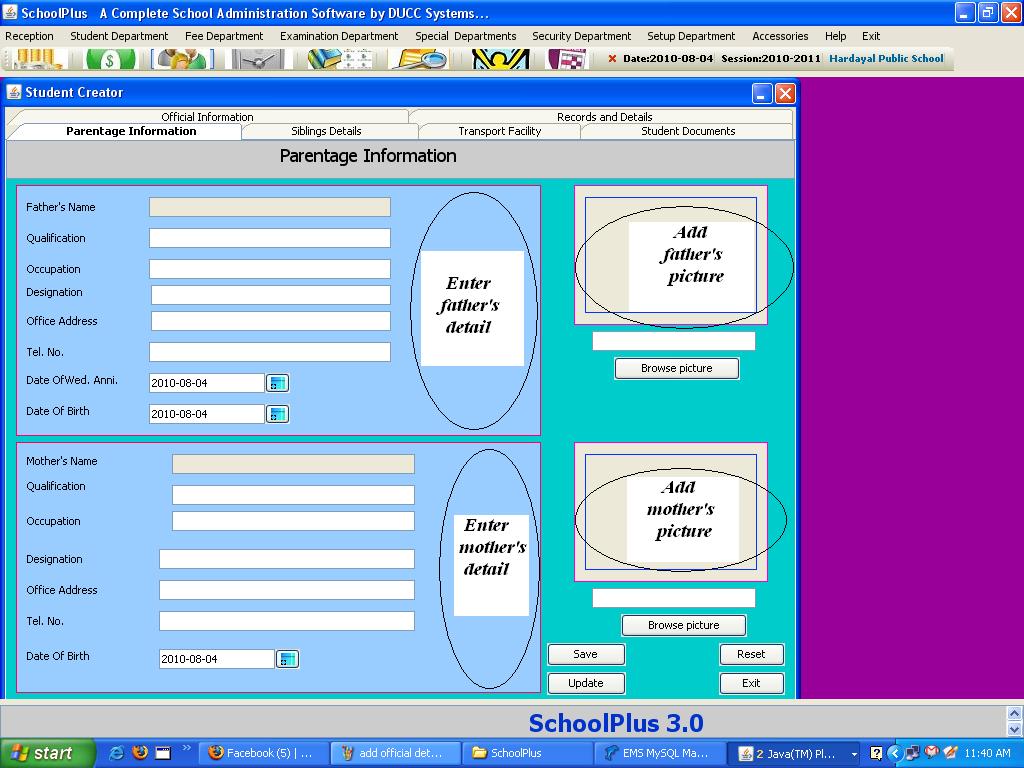 SchoolPlus A Complete School Administration Software by DUCC Systems...
Reception Student Department Fee Department Examination Department Special Departments Security Department Setup Department Accessories Help Exit
Date:2010-08-04 Session:2010-2011 Hardayal Public School
Student Creator
Official Information Records and Details
Parentage Information Siblings Details Transport Facility Student Documents
Parentage Information
Father's Name
Qualification
Occupation
Designation
Office Address
Tel. No.
Date OfWed. Anni. 2010-08-04
Date Of Birth 2010-08-04
Enter
father's
detail
Add
father's
picture
Browse picture
Mother's Name
Qualification
Occupation
Designation
Office Address
Tel. No.
Date Of Birth 2010-08-04
Enter
mother's
detail
Add
mother's
picture
Browse picture
Save Reset
Update Exit
SchoolPlus 3.0
start Facebook (5) | ... add official det... SchoolPlus EMS MySQL Ma... 2 Java(TM) Pl... 11:40 AM